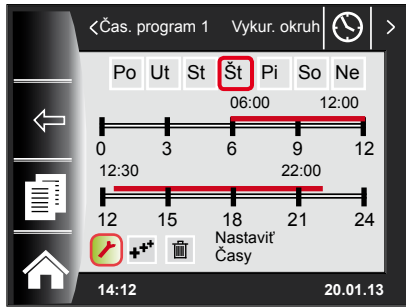 Čas. program 1 Vykur. okruh
Po Ut St Št Pi So Ne
06:00 12:00
0 3 6 9 12
12:30 22:00
12 15 18 21 24
Nastaviť
Časy
14:12 20.01.13